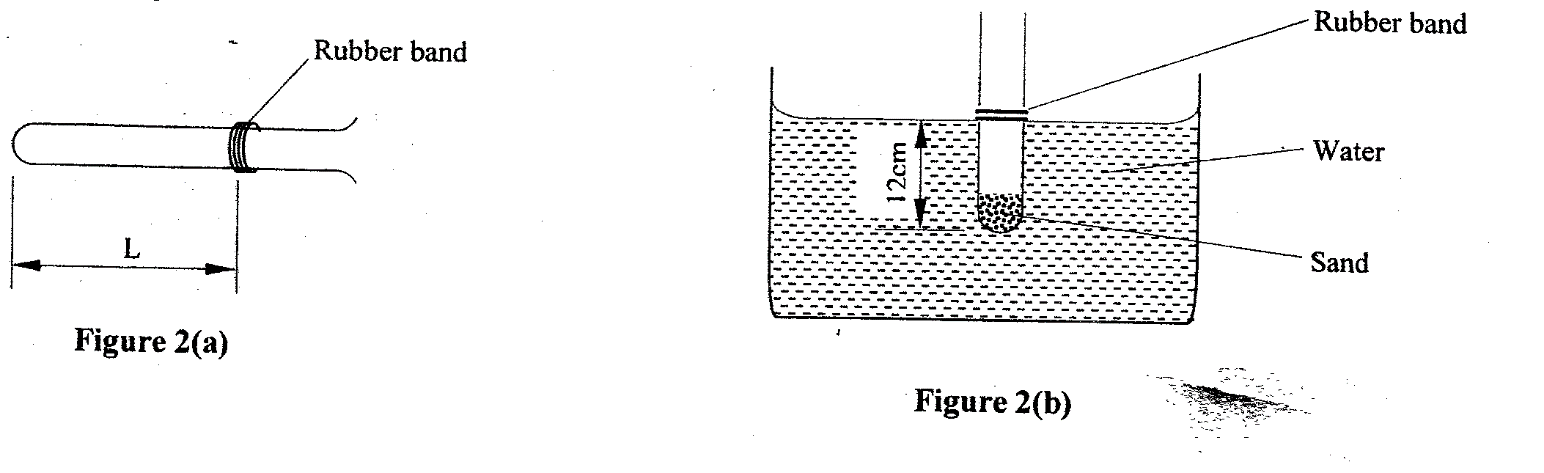 Rubber band
L
Figure 2(a)
Rubber band
12cm
Water
Sand
Figure 2(b)